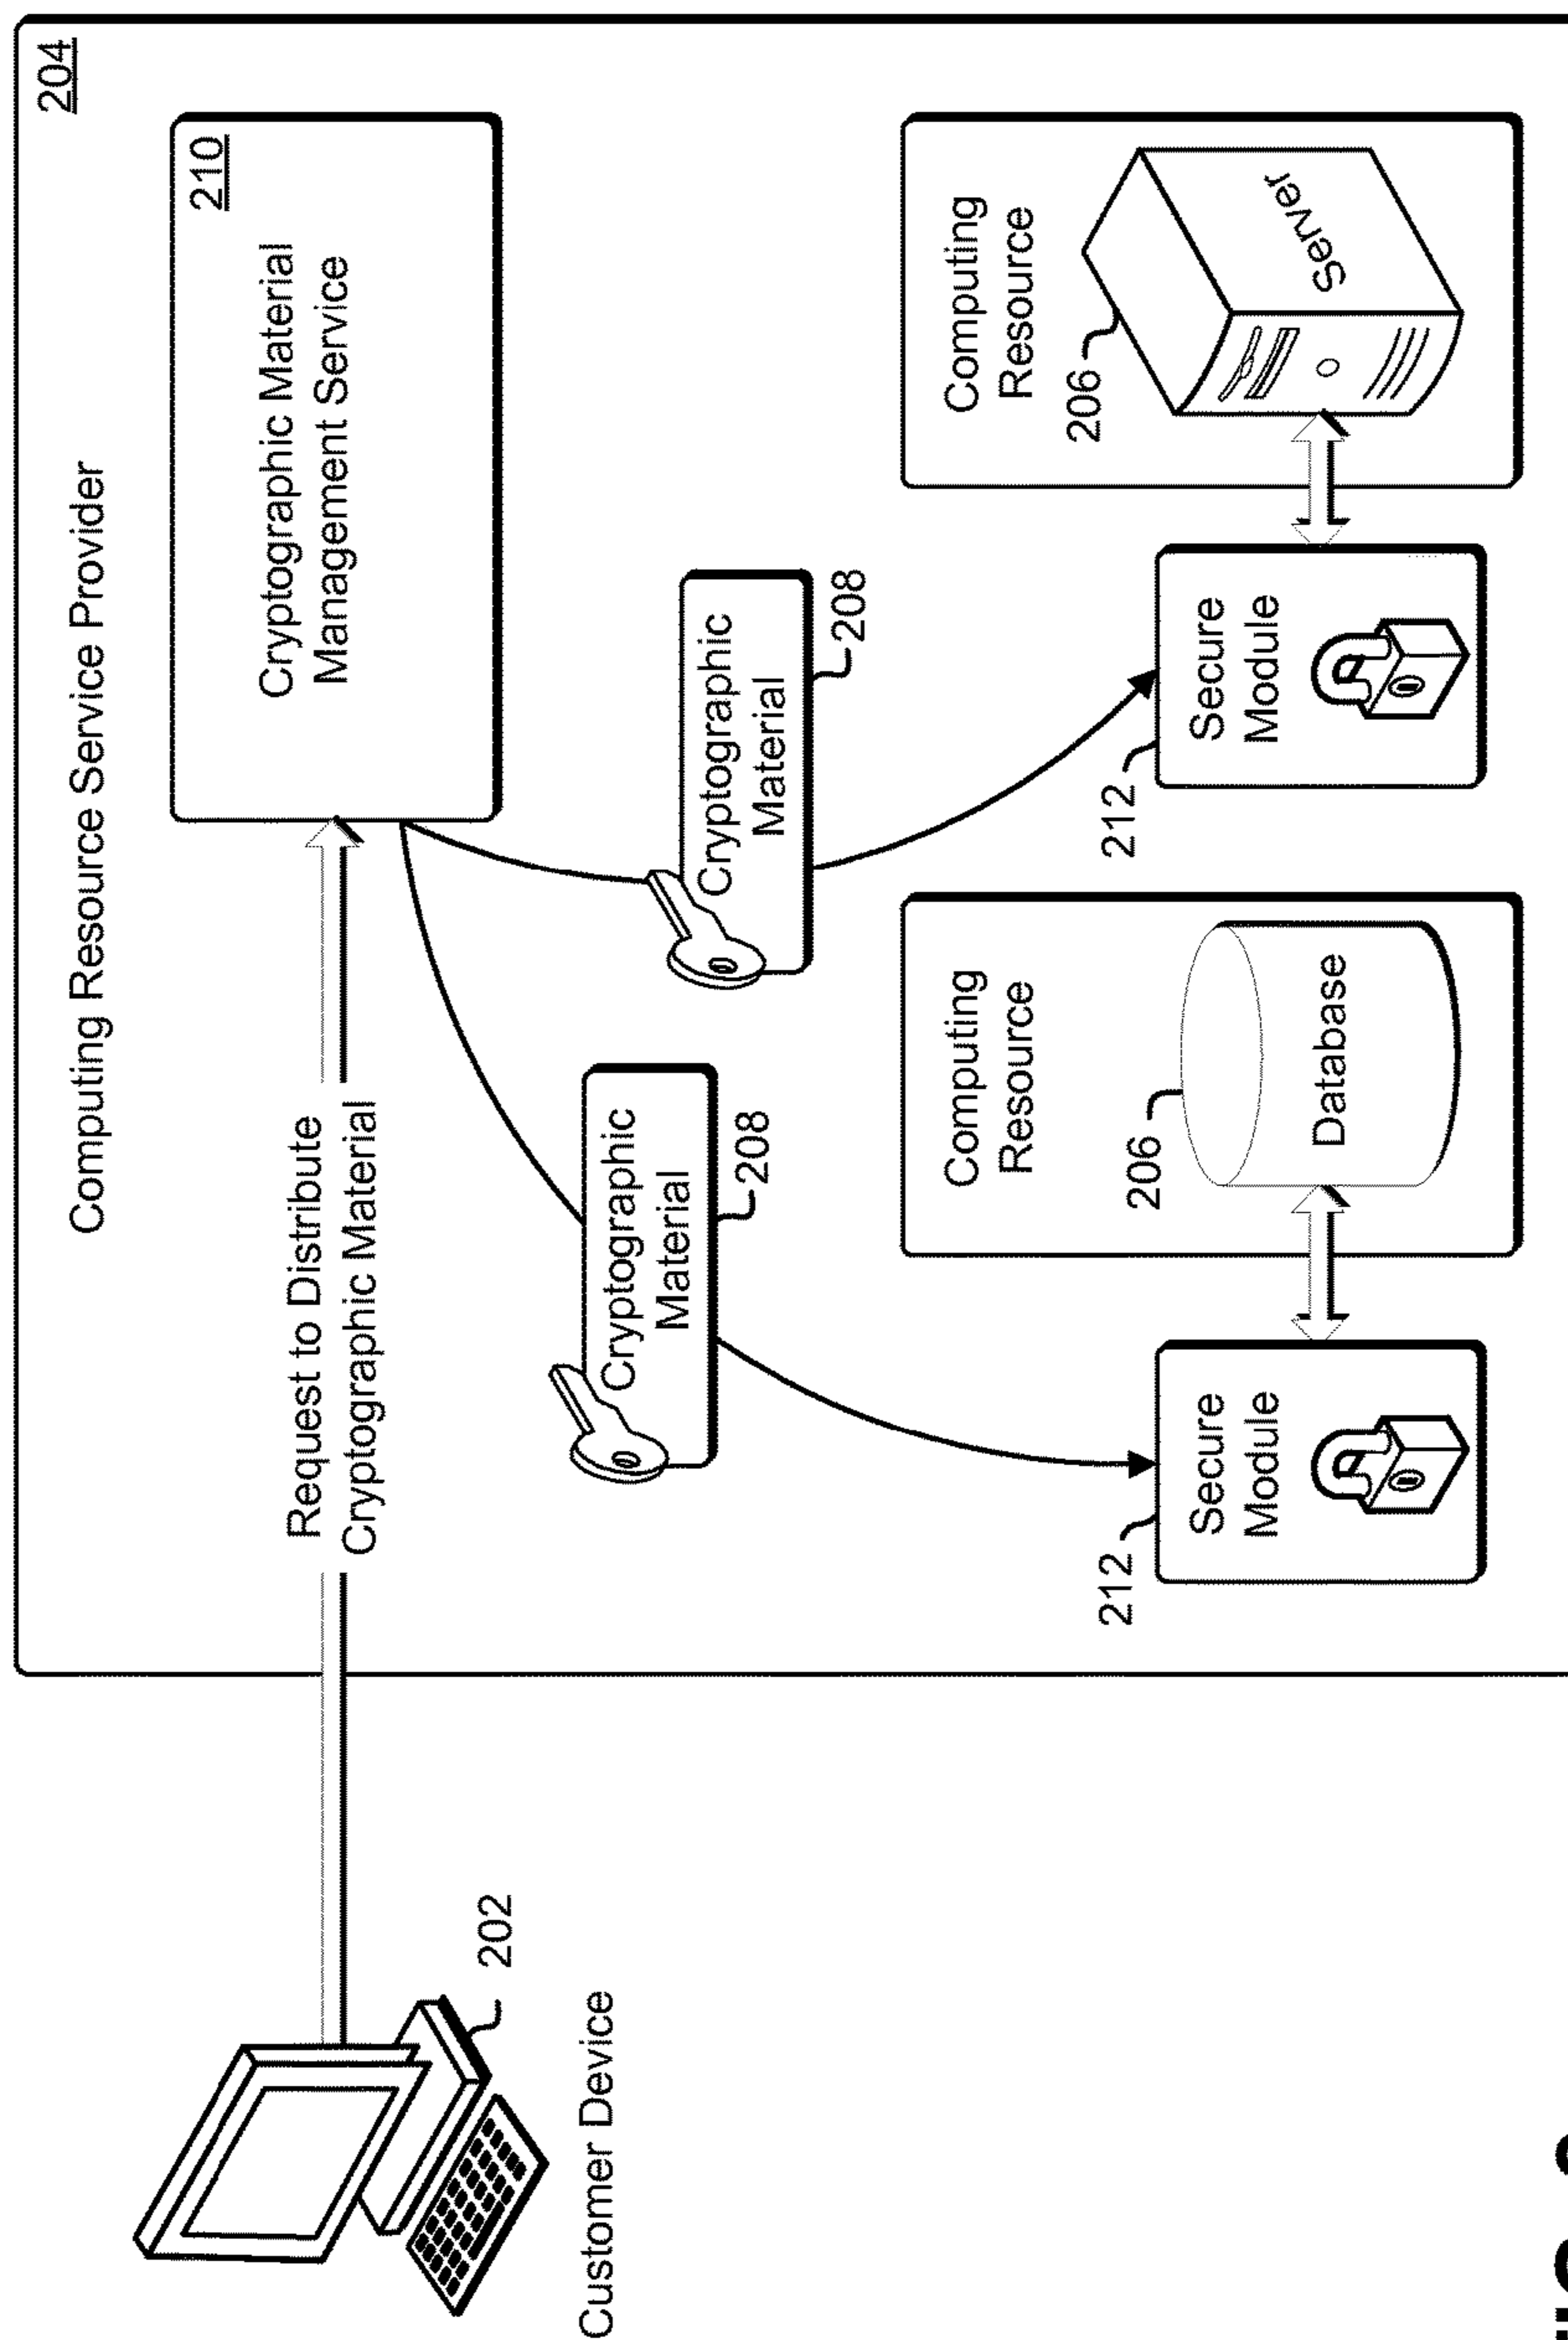 204
Computing Resource Service Provider
210
Cryptographic Material
Management Service
Request to Distribute
Cryptographic Material
202
Customer Device
Cryptographic
Material
208
Cryptographic
Material
208
212
Secure
Module
Computing
Resource
206
Database
212
Secure
Module
Computing
Resource
206
Server